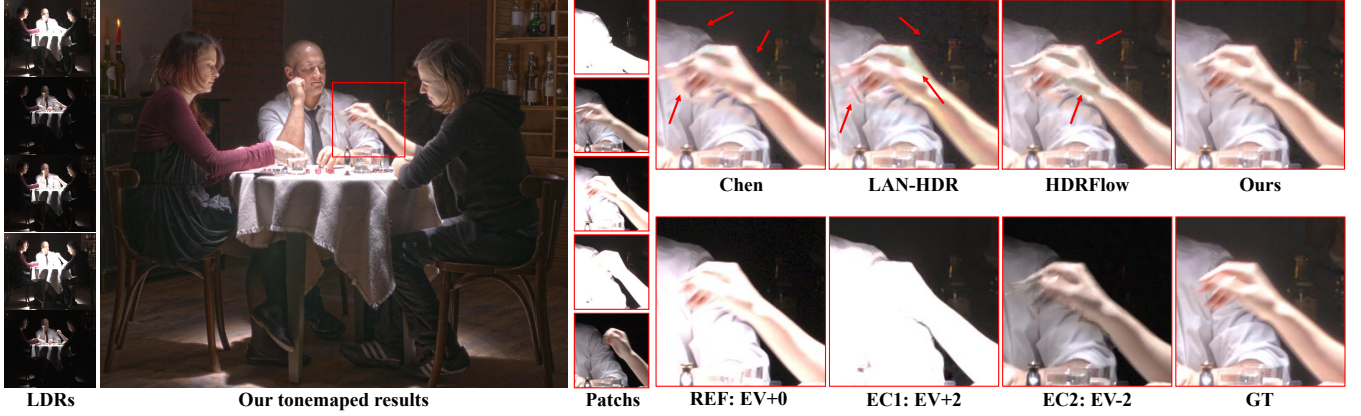 Chen
LAN-HDR
HDRFlow
Ours
LDRs
Our tonemaped results
Patchs
REF: EV+0
EC1: EV+2
EC2: EV-2
GT